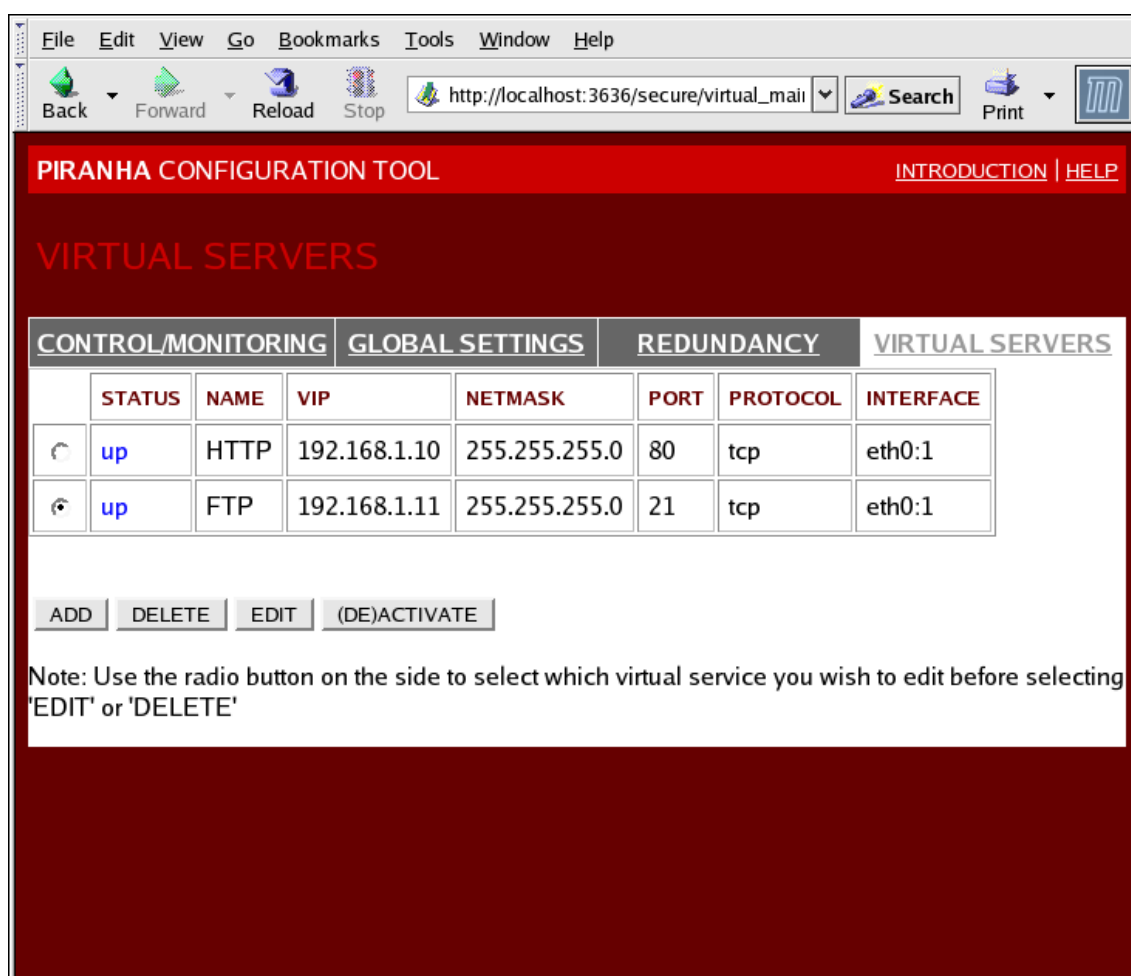 File Edit View Go Bookmarks Tools Window Help
Back Forward Reload Stop http://localhost:3636/secure/virtual_mai Search Print
PIRANHA CONFIGURATION TOOL INTRODUCTION | HELP
VIRTUAL SERVERS
CONTROL/MONITORING GLOBAL SETTINGS REDUNDANCY VIRTUAL SERVERS
STATUS NAME VIP NETMASK PORT PROTOCOL INTERFACE
up HTTP 192.168.1.10 255.255.255.0 80 tcp eth0:1
up FTP 192.168.1.11 255.255.255.0 21 tcp eth0:1
ADD DELETE EDIT (DE)ACTIVATE
Note: Use the radio button on the side to select which virtual service you wish to edit before selecting
'EDIT' or 'DELETE'